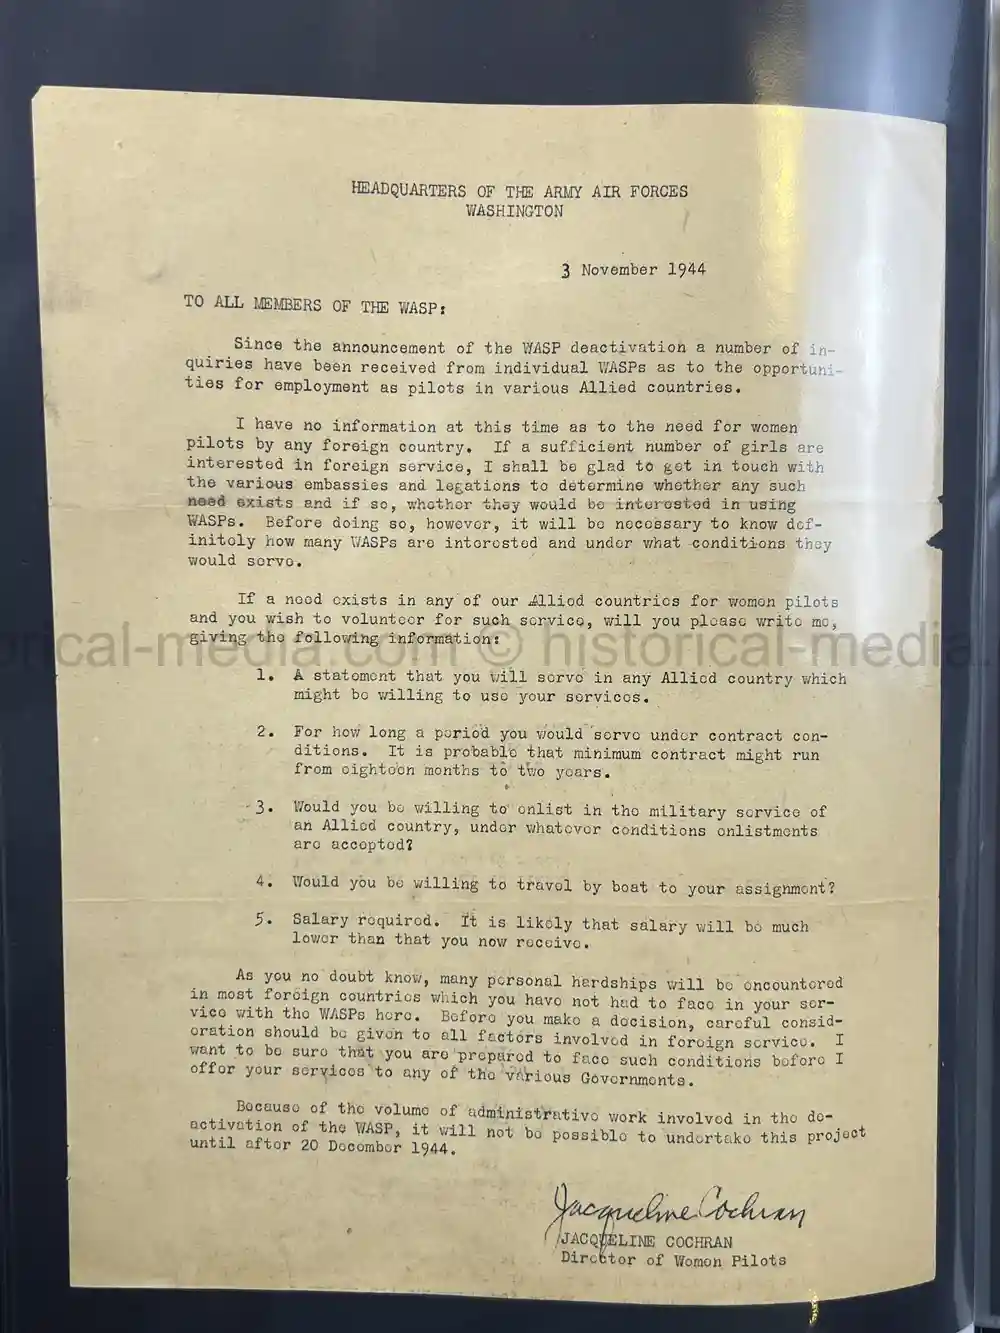 HEADQUARTERS OF THE ARMY AIR FORCES
WASHINGTON
3 November 1944
TO ALL MEMBERS OF THE WASP:
Since the announcement of the WASP deactivation a number of in-
quiries have been received from individual WASPs as to the opportuni-
ties for employment as pilots in various Allied countries.
I have no information at this time as to the need for women
pilots by any foreign country. If a sufficient number of girls are
interested in foreign service, I shall be glad to get in touch with
the various embassies and legations to determine whether any such
need exists and if so, whether they would be interested in using
WASPs. Before doing so, however, it will be necessary to know def-
initely how many WASPs are interested and under what conditions they
would serve.
If a need exists in any of our Allied countries for women pilots
and you wish to volunteer for such service, will you please write me,
giving the following information:
orical-media.com © historical-media.
1. A statement that you will serve in any Allied country which
might be willing to use your services.
2. For how long a period you would serve under contract con-
ditions. It is probable that minimum contract might run
from eighteen months to two years.
3. Would you be willing to enlist in the military service of
an Allied country, under whatever conditions enlistments
are accepted?
4. Would you be willing to travel by boat to your assignment?
5. Salary required. It is likely that salary will be much
lower than that you now receive.
As you no doubt know, many personal hardships will be encountered
in most foreign countries which you have not had to face in your ser-
vice with the WASPs here. Before you make a decision, careful consid-
eration should be given to all factors involved in foreign service. I
want to be sure that you are prepared to face such conditions before I
offer your services to any of the various Governments.
Because of the volume of administrative work involved in the de-
activation of the WASP, it will not be possible to undertake this project
until after 20 December 1944.
Jacqueline Cochran
JACQUELINE COCHRAN
Director of Women Pilots